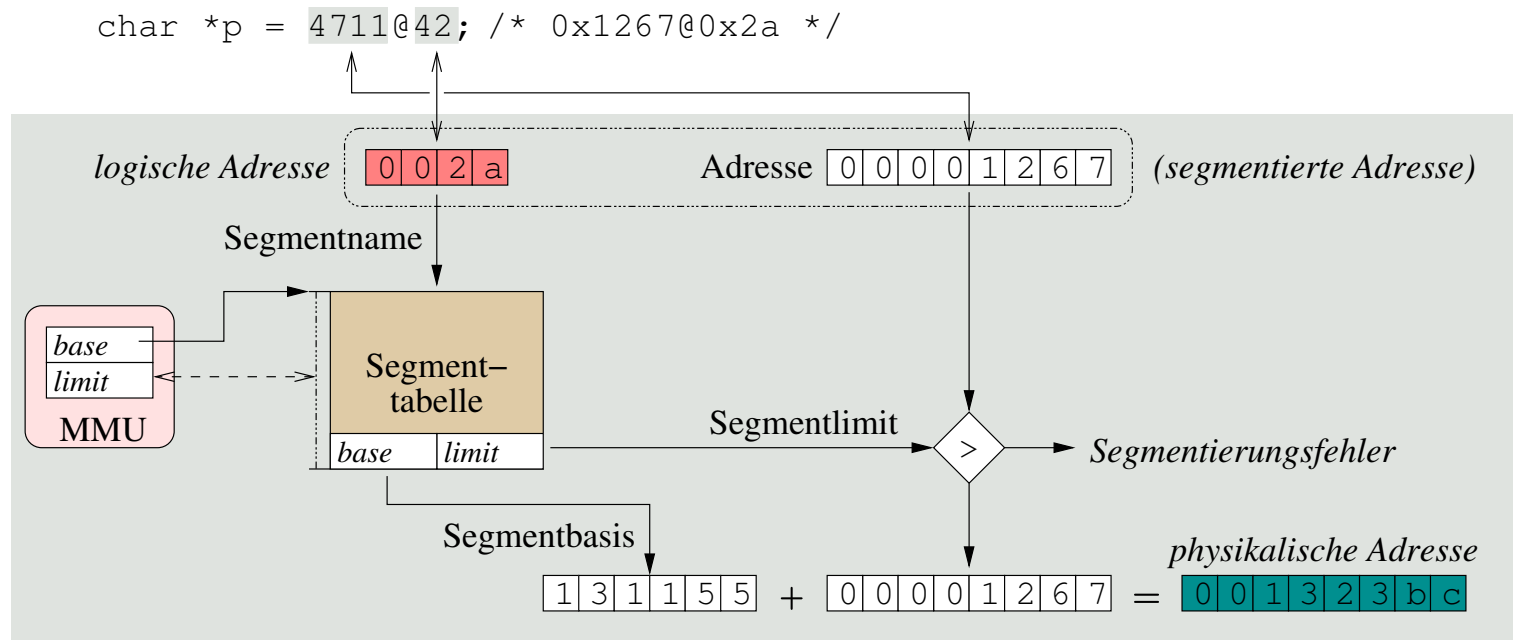 char *p = 4711@42; /* 0x1267@0x2a */
logische Adresse 0 0 2 a Adresse 0 0 0 0 1 2 6 7 (segmentierte Adresse)
Segmentname
base
limit
MMU
Segment–
tabelle
base limit
Segmentlimit > Segmentierungsfehler
Segmentbasis
physikalische Adresse
1 3 1 1 5 5 + 0 0 0 0 1 2 6 7 = 0 0 1 3 2 3 b c